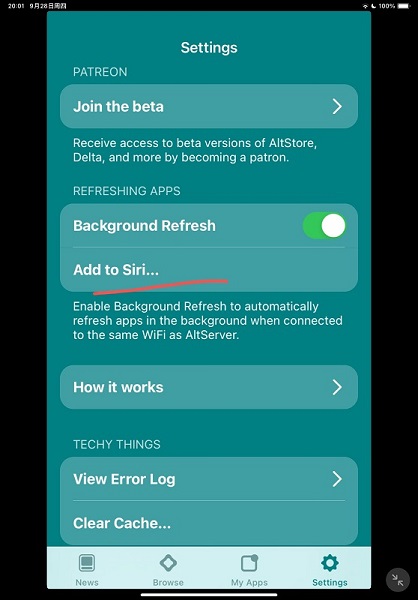 20:01 9月28日周四
100%
Settings
PATREON
Join the beta
Receive access to beta versions of AltStore,
Delta, and more by becoming a patron.
REFRESHING APPS
Background Refresh
Add to Siri...
Enable Background Refresh to automatically
refresh apps in the background when connected
to the same WiFi as AltServer.
How it works
TECHY THINGS
View Error Log
Clear Cache...
News Browse My Apps Settings